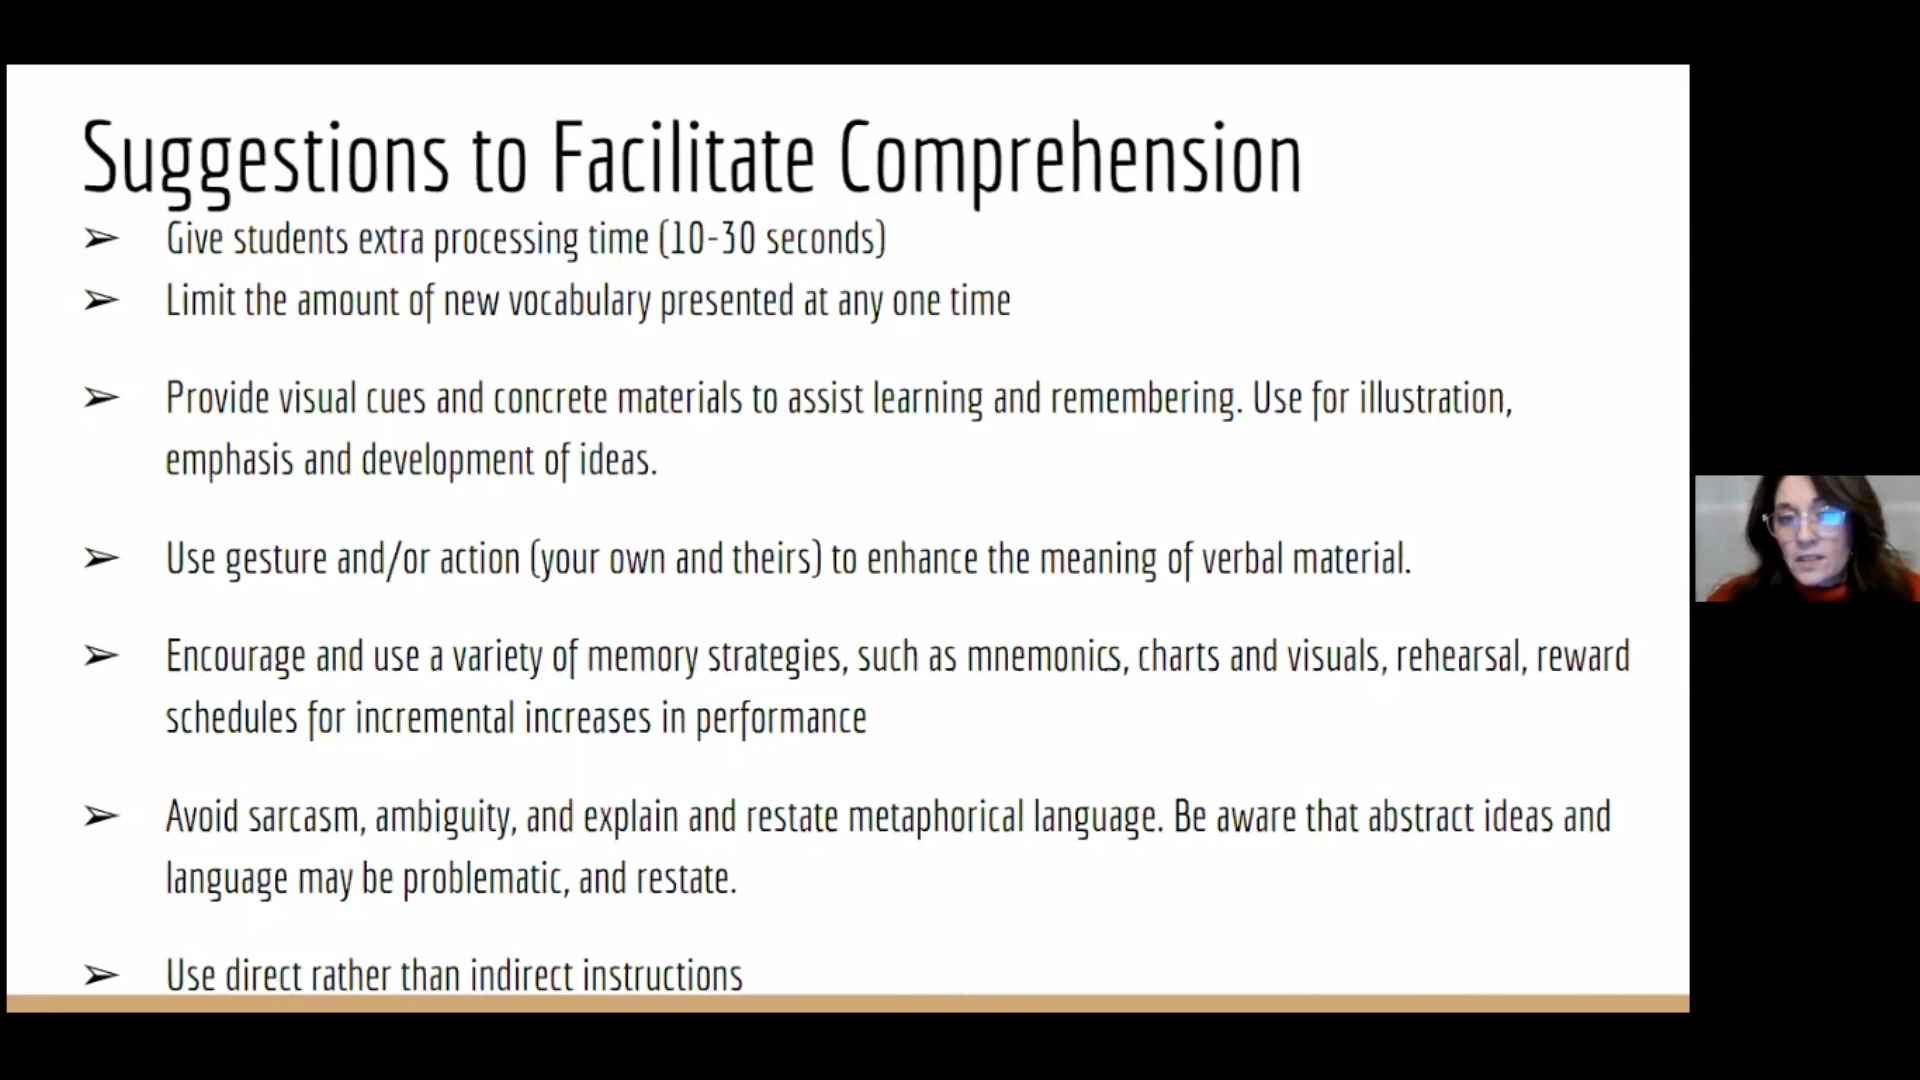 Suggestions to Facilitate Comprehension
➢ Give students extra processing time (10-30 seconds)
➢ Limit the amount of new vocabulary presented at any one time
➢ Provide visual cues and concrete materials to assist learning and remembering. Use for illustration,
emphasis and development of ideas.
➢ Use gesture and/or action (your own and theirs) to enhance the meaning of verbal material.
➢ Encourage and use a variety of memory strategies, such as mnemonics, charts and visuals, rehearsal, reward
schedules for incremental increases in performance
➢ Avoid sarcasm, ambiguity, and explain and restate metaphorical language. Be aware that abstract ideas and
language may be problematic, and restate.
➢ Use direct rather than indirect instructions